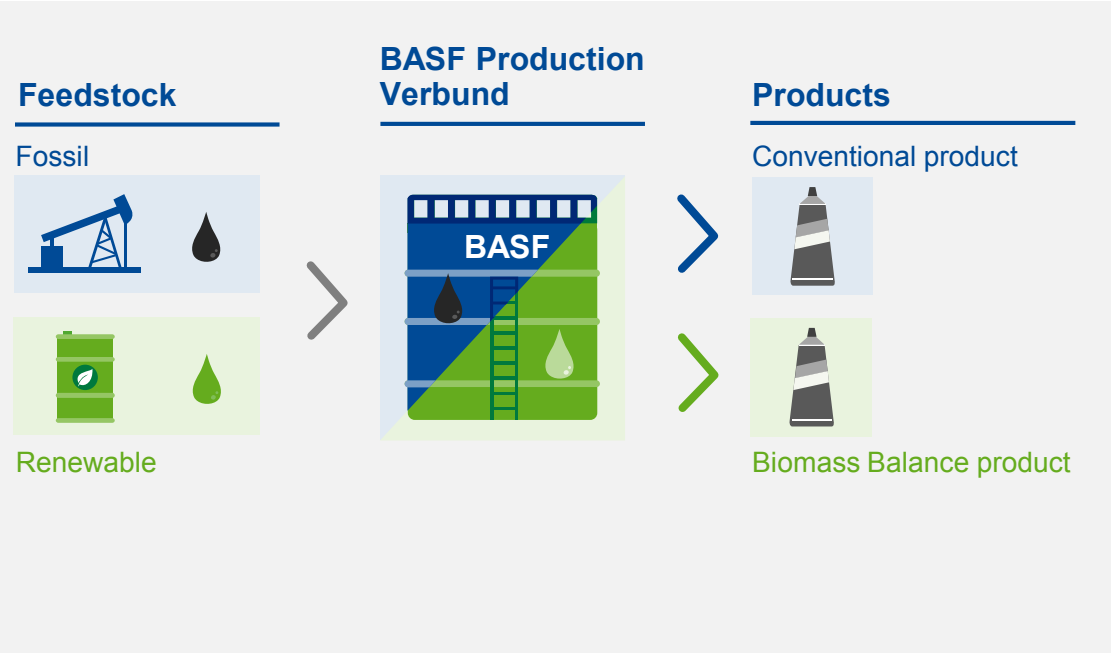 Feedstock
BASF Production
Verbund
Products
Fossil
Conventional product
BASF
Renewable
Biomass Balance product